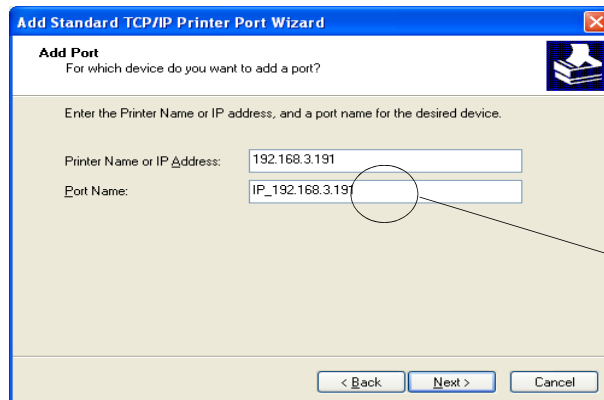 Add Standard TCP/IP Printer Port Wizard
Add Port
For which device do you want to add a port?
Enter the Printer Name or IP address, and a port name for the desired device.
Printer Name or IP Address: 192.168.3.191
Port Name: IP_192.168.3.191
< Back Next > Cancel